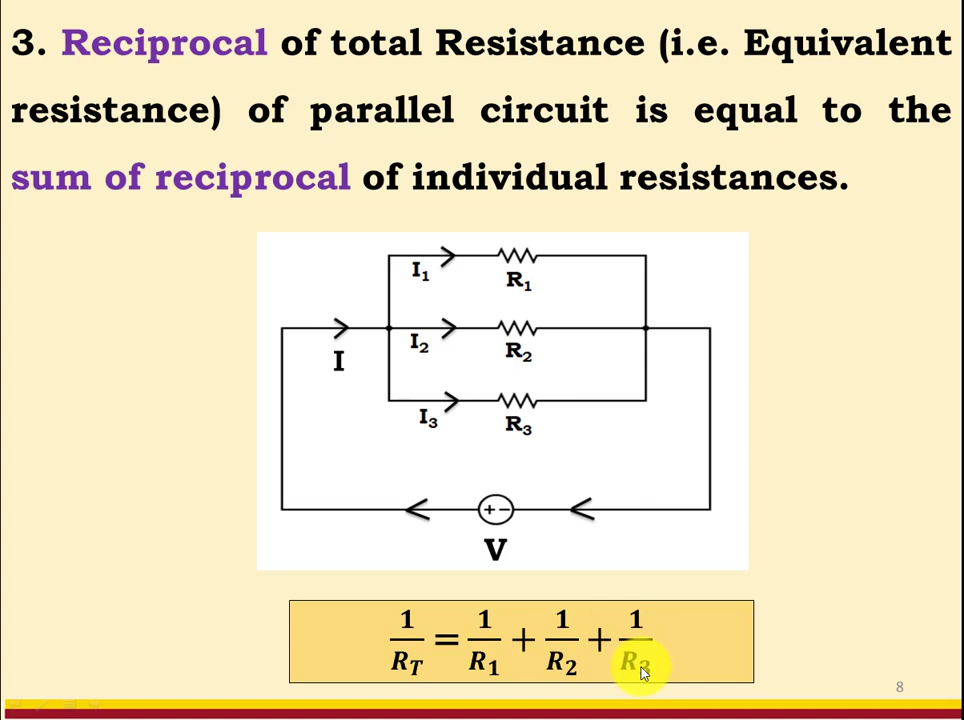 3. Reciprocal of total Resistance (i.e. Equivalent
resistance) of parallel circuit is equal to the
sum of reciprocal of individual resistances.
I₁
R₁
I
I₂
R₂
I₃
R₃
+ −
V
1/R_T = 1/R₁ + 1/R₂ + 1/R₃
8